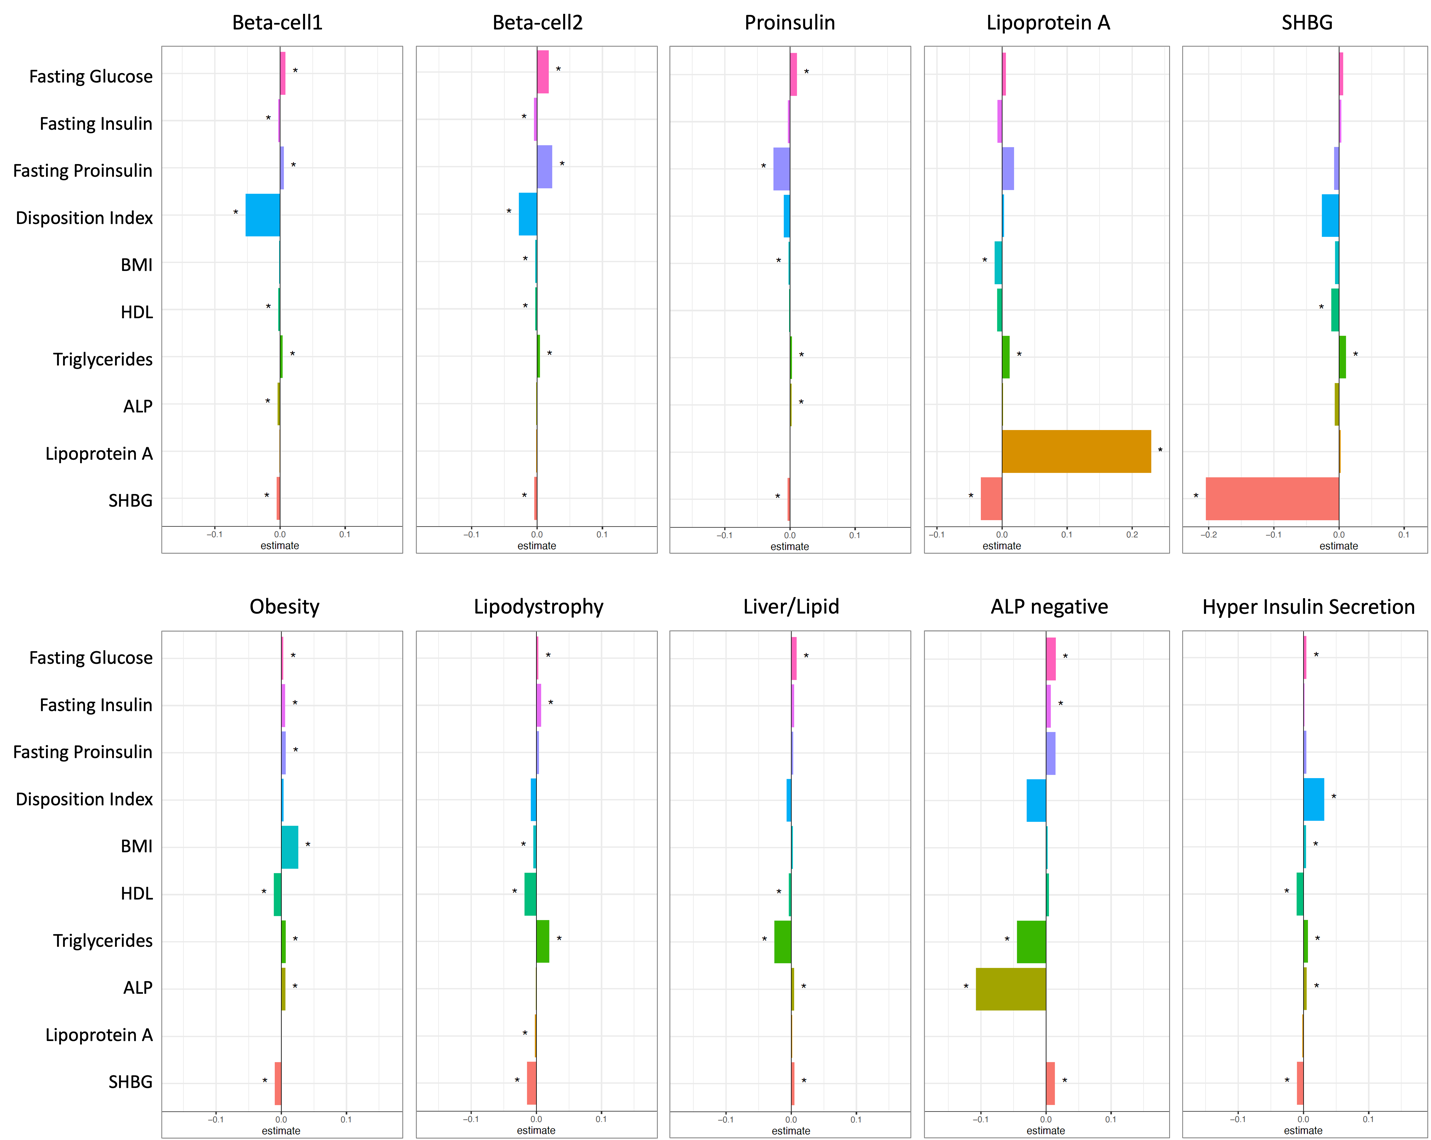 Beta-cell1 Beta-cell2 Proinsulin Lipoprotein A SHBG
Fasting Glucose * * *
Fasting Insulin * *
Fasting Proinsulin * * *
Disposition Index * *
BMI * * *
HDL * * *
Triglycerides * * * * *
ALP * *
Lipoprotein A *
SHBG * * * * *
−0.1 0.0 0.1 −0.1 0.0 0.1 −0.1 0.0 0.1 −0.1 0.0 0.1 0.2 −0.2 −0.1 0.0 0.1
estimate estimate estimate estimate estimate
Obesity Lipodystrophy Liver/Lipid ALP negative Hyper Insulin Secretion
Fasting Glucose * * * * *
Fasting Insulin * * *
Fasting Proinsulin *
Disposition Index *
BMI * * *
HDL * * * *
Triglycerides * * * * *
ALP * * * *
Lipoprotein A *
SHBG * * * * *
−0.1 0.0 0.1 −0.1 0.0 0.1 −0.1 0.0 0.1 −0.1 0.0 0.1 −0.1 0.0 0.1
estimate estimate estimate estimate estimate